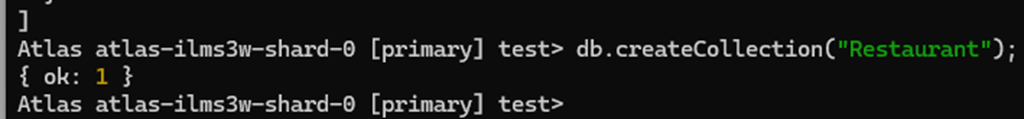 ]
Atlas atlas-ilms3w-shard-0 [primary] test> db.createCollection("Restaurant");
{ ok: 1 }
Atlas atlas-ilms3w-shard-0 [primary] test>